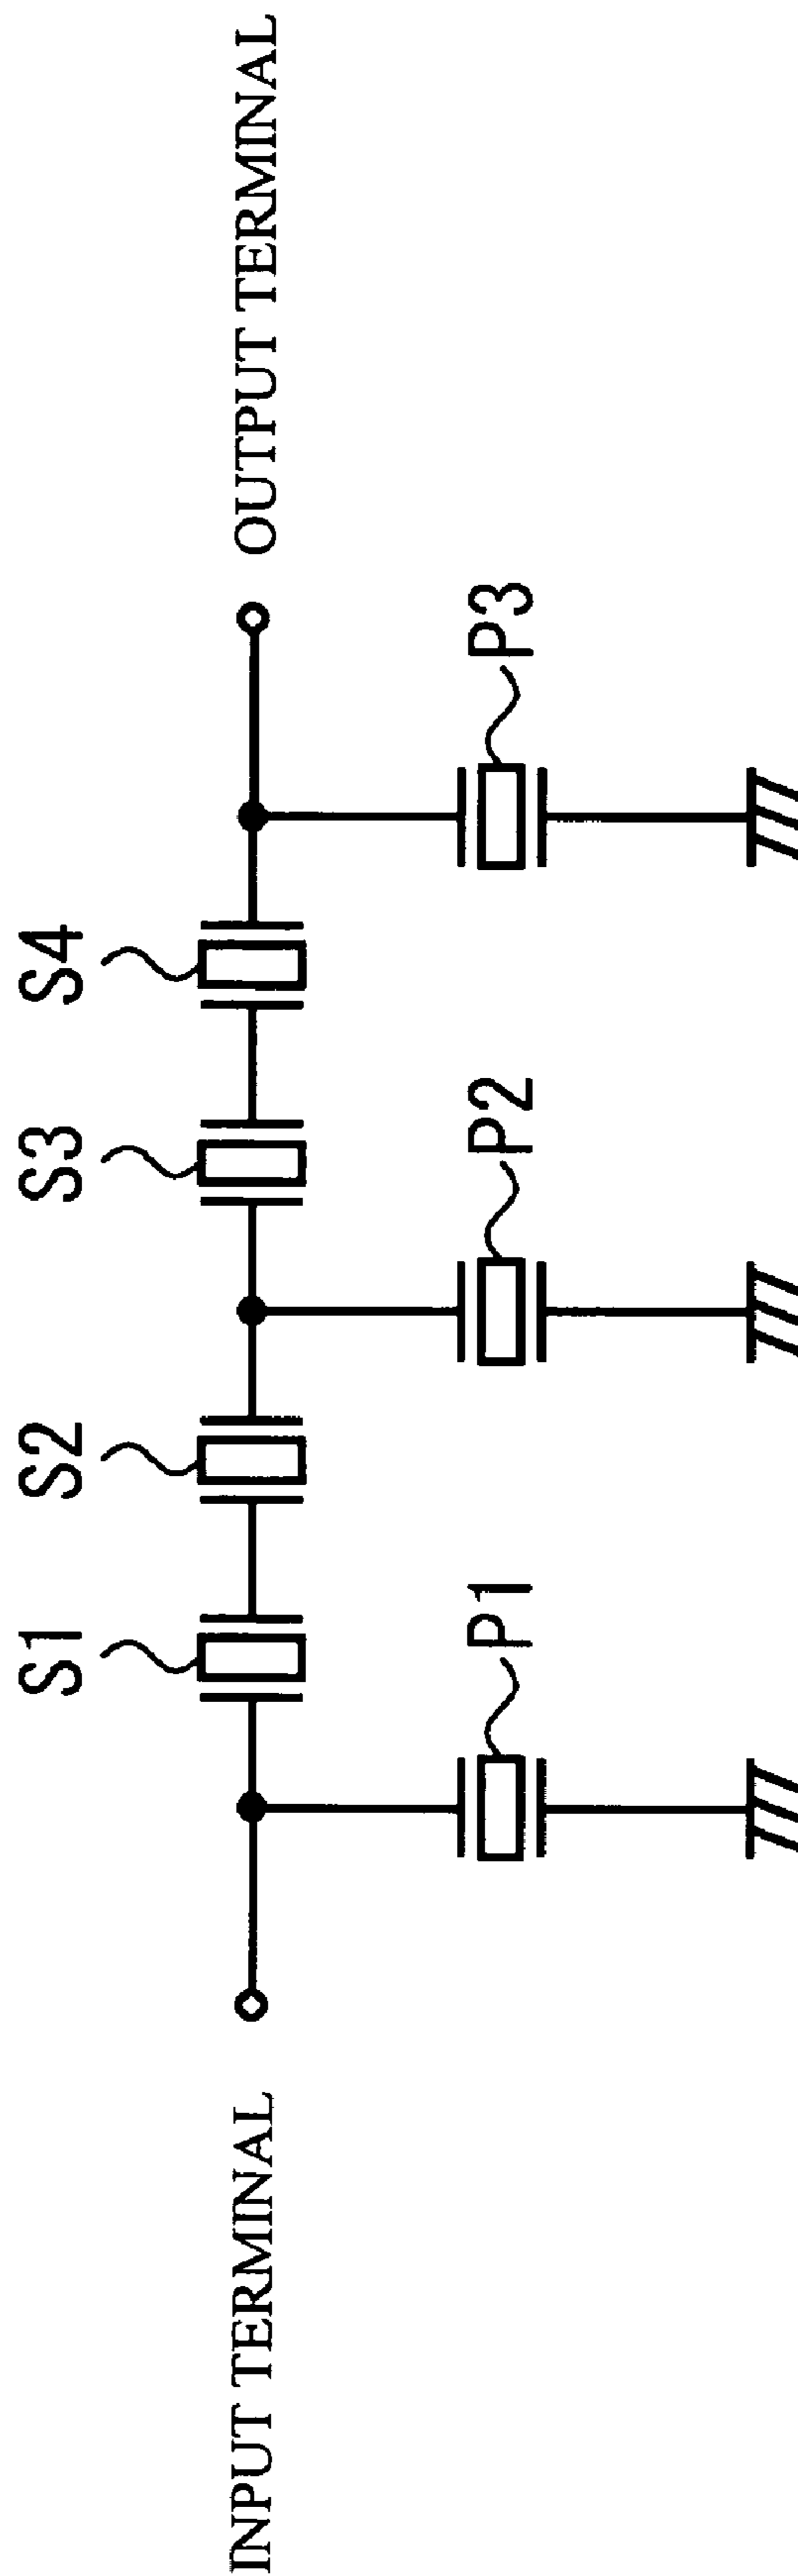 S1
S2
S3
S4
INPUT TERMINAL
OUTPUT TERMINAL
P1
P2
P3